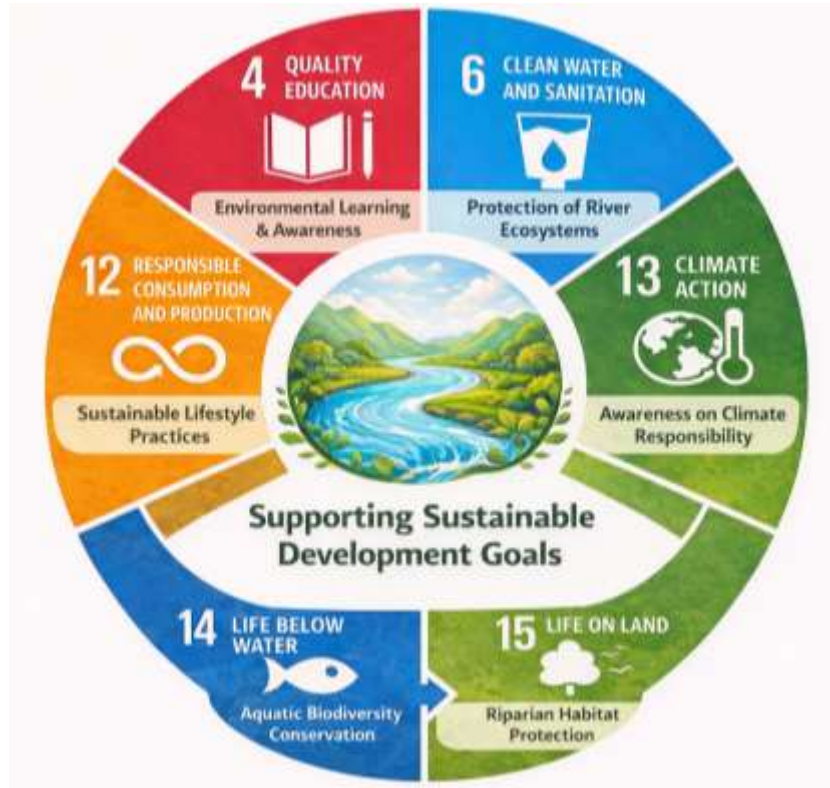 4 QUALITY
EDUCATION
Environmental Learning
& Awareness
6 CLEAN WATER
AND SANITATION
Protection of River
Ecosystems
12 RESPONSIBLE
CONSUMPTION
AND PRODUCTION
Sustainable Lifestyle
Practices
13 CLIMATE
ACTION
Awareness on Climate
Responsibility
Supporting Sustainable
Development Goals
14 LIFE BELOW
WATER
Aquatic Biodiversity
Conservation
15 LIFE ON LAND
Riparian Habitat
Protection